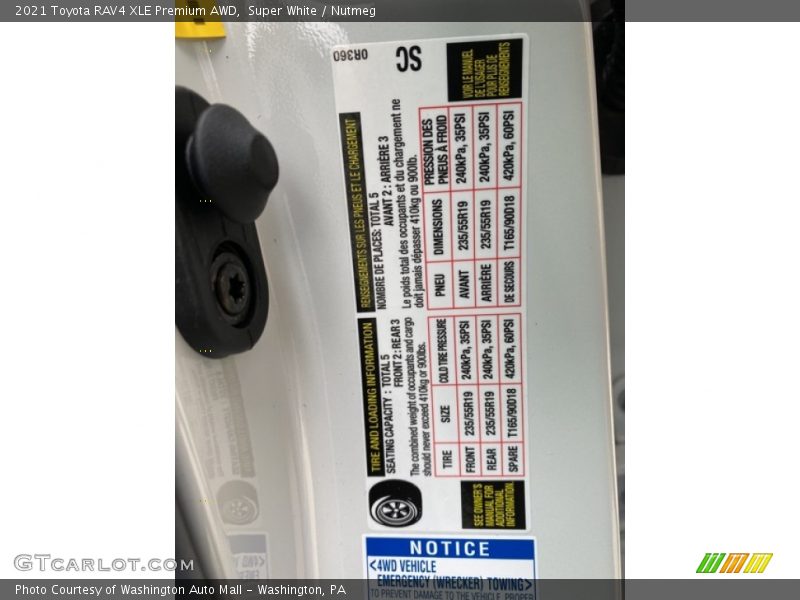 2021 Toyota RAV4 XLE Premium AWD, Super White / Nutmeg
TIRE AND LOADING INFORMATION
SEATING CAPACITY : TOTAL 5
FRONT 2 : REAR 3
The combined weight of occupants and cargo
should never exceed 410kg or 900lbs.
TIRE SIZE COLD TIRE PRESSURE
FRONT 235/55R19 240kPa, 35PSI
REAR 235/55R19 240kPa, 35PSI
SPARE T165/90D18 420kPa, 60PSI
SEE OWNER'S
MANUAL FOR
ADDITIONAL
INFORMATION.
RENSEIGNEMENTS SUR LES PNEUS ET LE CHARGEMENT
NOMBRE DE PLACES: TOTAL 5
AVANT 2 : ARRIÈRE 3
Le poids total des occupants et du chargement ne
doit jamais dépasser 410kg ou 900lb.
PNEU DIMENSIONS PRESSION DES
PNEUS À FROID
AVANT 235/55R19 240kPa, 35PSI
ARRIÈRE 235/55R19 240kPa, 35PSI
DE SECOURS T165/90D18 420kPa, 60PSI
VOIR LE MANUEL
DE L'USAGER
POUR PLUS DE
RENSEIGNEMENTS
0R360
SC
NOTICE
<4WD VEHICLE
EMERGENCY (WRECKER) TOWING>
TO PREVENT DAMAGE TO THE VEHICLE, PROPER
GTCARLOT.COM
Photo Courtesy of Washington Auto Mall - Washington, PA